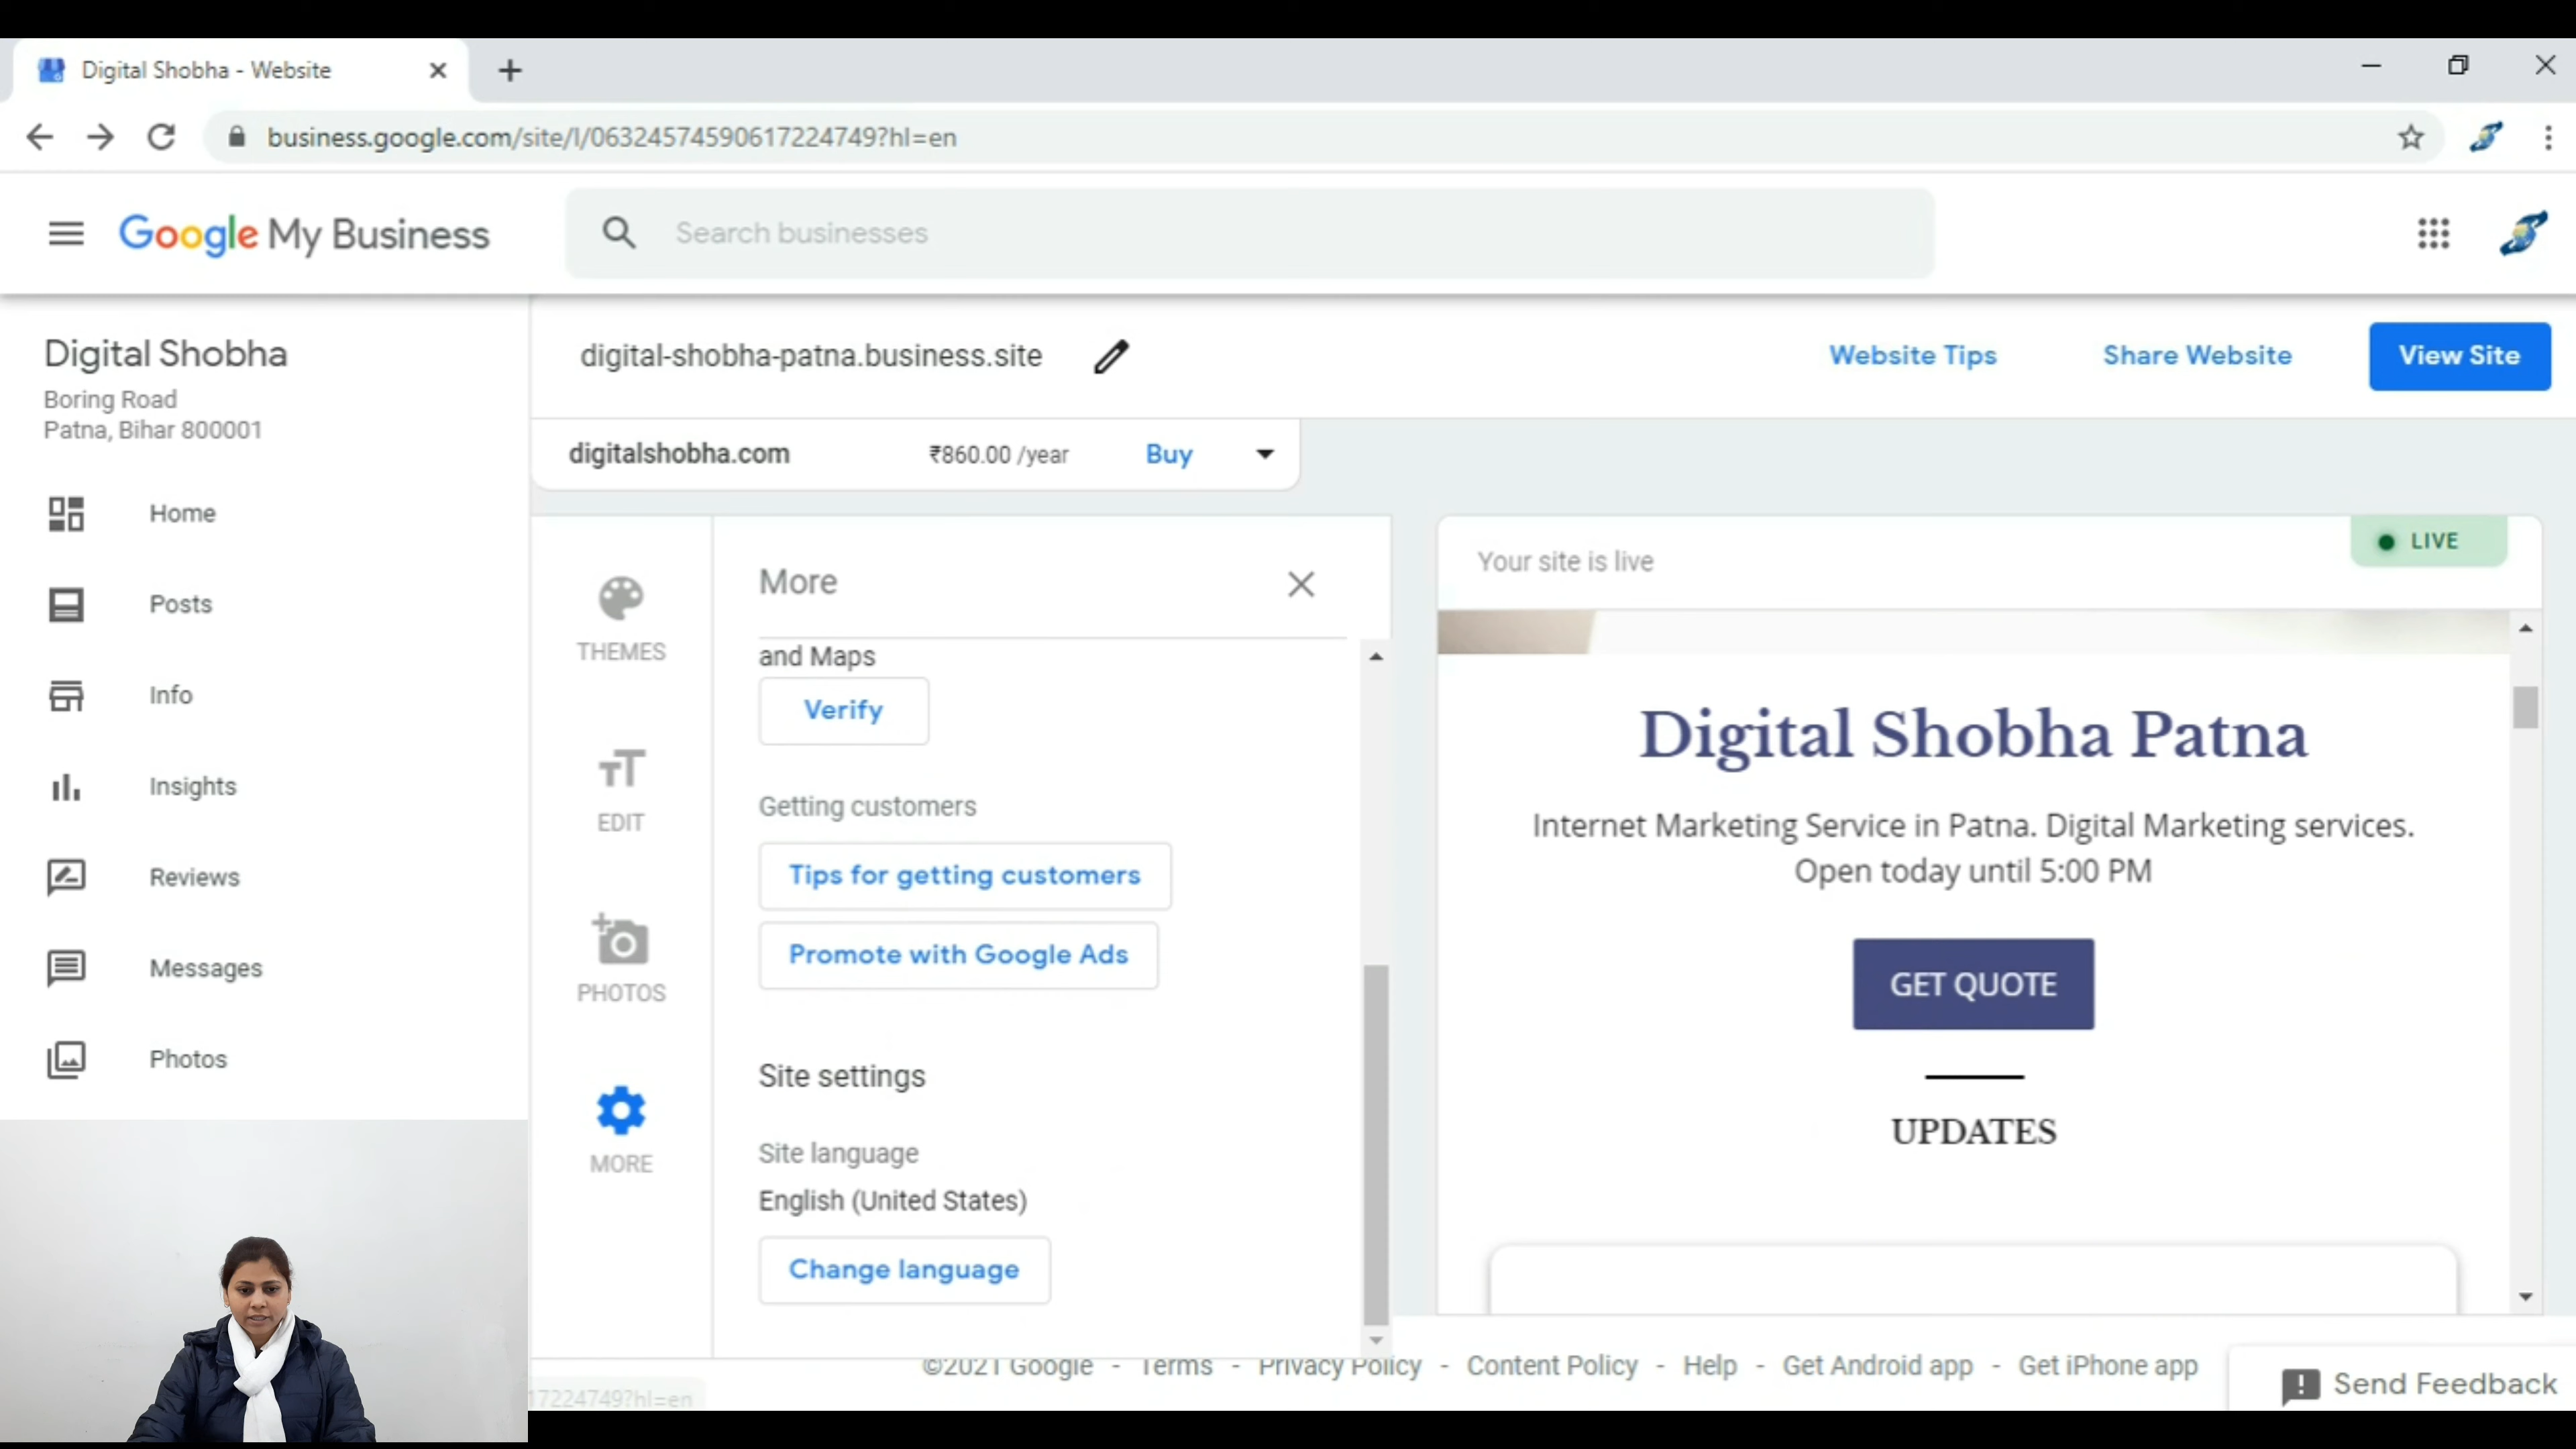 Digital Shobha - Website
business.google.com/site/l/06324574590617224749?hl=en
Google My Business
Search businesses
Digital Shobha
Boring Road
Patna, Bihar 800001
Home
Posts
Info
Insights
Reviews
Messages
Photos
digital-shobha-patna.business.site
Website Tips
Share Website
View Site
digitalshobha.com ₹860.00 /year Buy
THEMES
EDIT
PHOTOS
MORE
More
and Maps
Verify
Getting customers
Tips for getting customers
Promote with Google Ads
Site settings
Site language
English (United States)
Change language
Your site is live
LIVE
Digital Shobha Patna
Internet Marketing Service in Patna. Digital Marketing services.
Open today until 5:00 PM
GET QUOTE
UPDATES
©2021 Google - Terms - Privacy Policy - Content Policy - Help - Get Android app - Get iPhone app
Send Feedback
17224749?hl=en